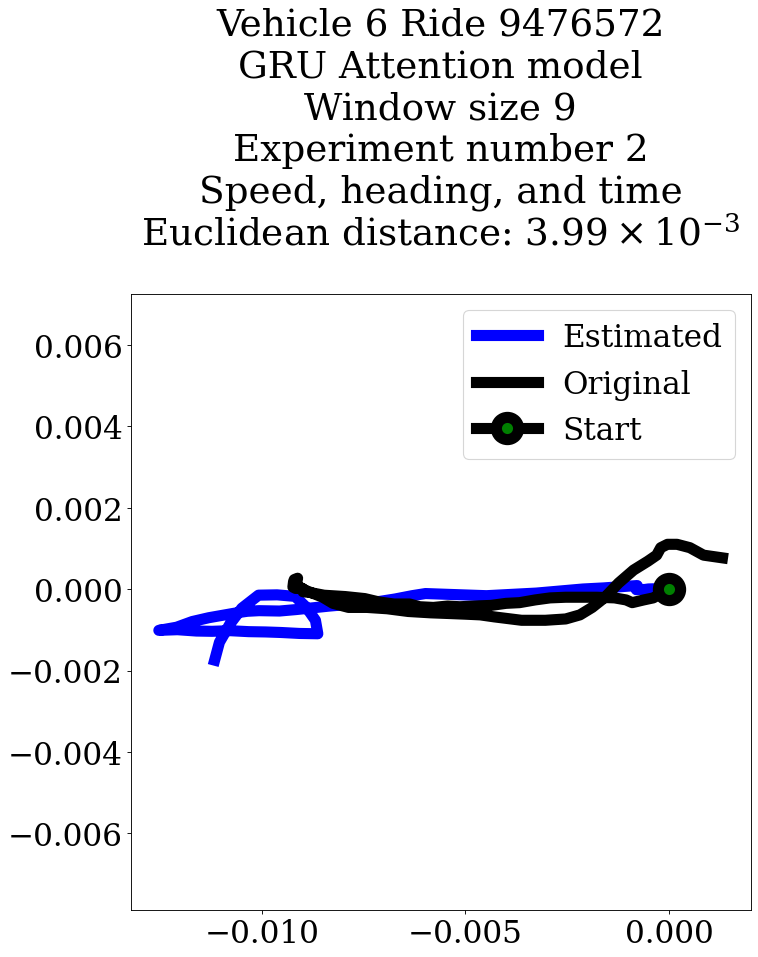 Vehicle 6 Ride 9476572
GRU Attention model
Window size 9
Experiment number 2
Speed, heading, and time
Euclidean distance: 3.99 × 10⁻³
Estimated
Original
Start
0.006
0.004
0.002
0.000
−0.002
−0.004
−0.006
−0.010
−0.005
0.000